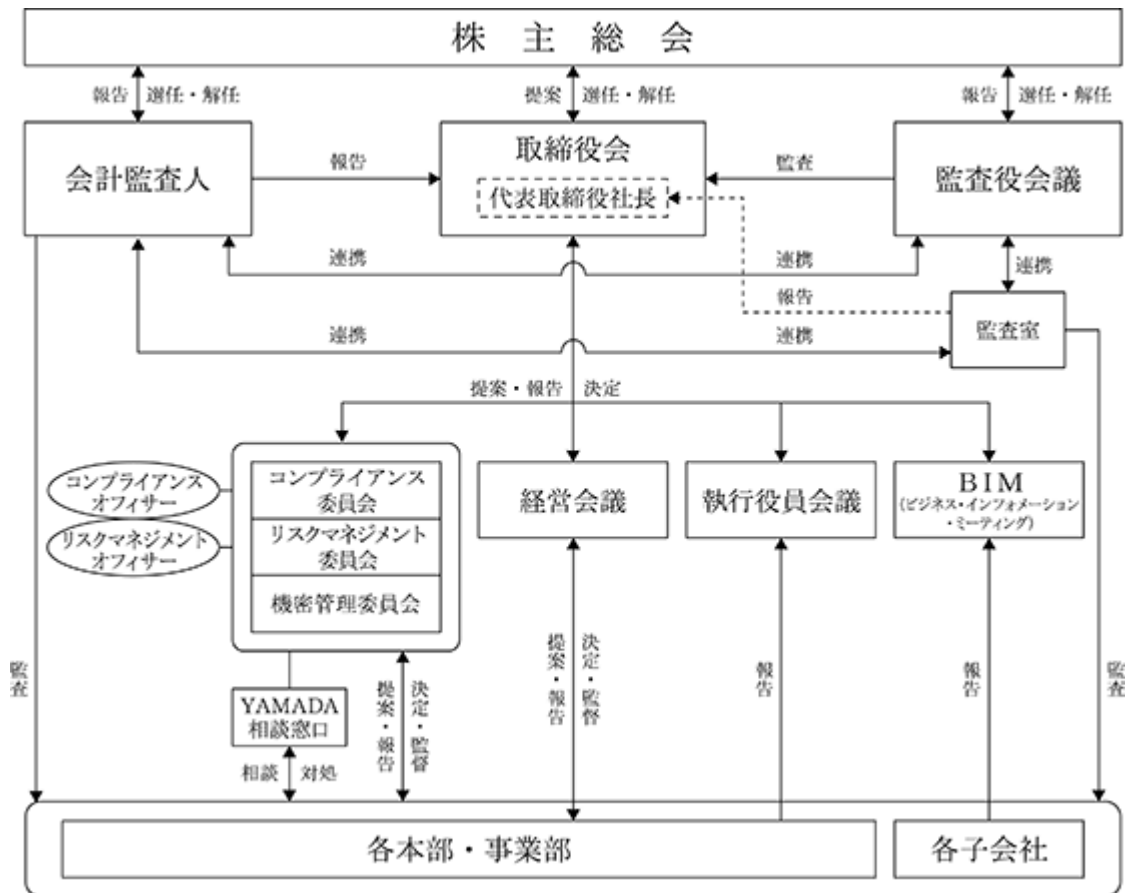 株主総会
報告 選任・解任
提案 選任・解任
報告 選任・解任
会計監査人
報告
取締役会
代表取締役社長
監査
監査役会議
連携
連携
連携
報告
監査室
連携
連携
提案・報告 決定
コンプライアンス
オフィサー
リスクマネジメント
オフィサー
コンプライアンス
委員会
リスクマネジメント
委員会
機密管理委員会
経営会議
執行役員会議
BIM
(ビジネス・インフォメーション
・ミーティング)
監査
YAMADA
相談窓口
相談 対処
提案・報告
決定・監督
提案・報告
決定・監督
報告
報告
監査
各本部・事業部
各子会社